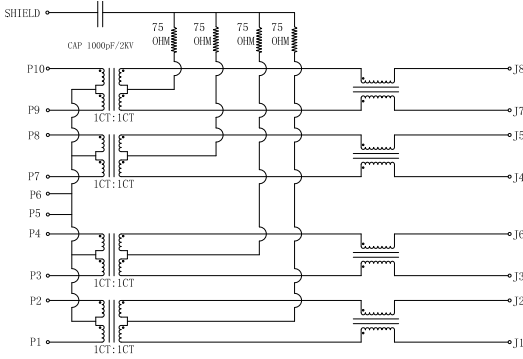 SHIELD
CAP 1000pF/2KV
75 OHM
75 OHM
75 OHM
75 OHM
P10
J8
P9
J7
1CT:1CT
P8
J5
P7
J4
1CT:1CT
P6
P5
P4
J6
P3
J3
1CT:1CT
P2
J2
P1
J1
1CT:1CT